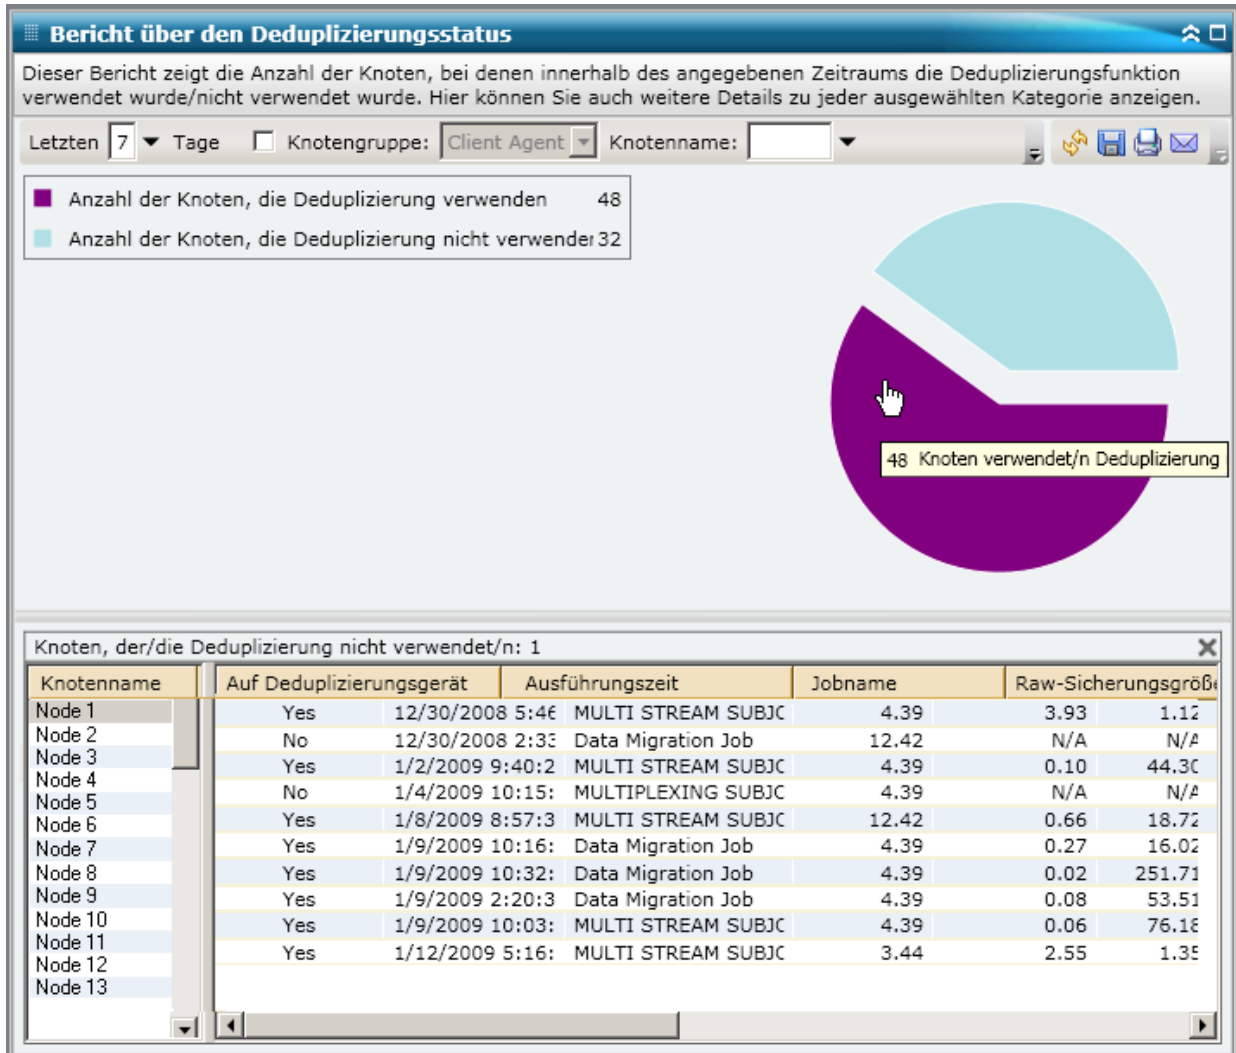 Bericht über den Deduplizierungsstatus
Dieser Bericht zeigt die Anzahl der Knoten, bei denen innerhalb des angegebenen Zeitraums die Deduplizierungsfunktion
verwendet wurde/nicht verwendet wurde. Hier können Sie auch weitere Details zu jeder ausgewählten Kategorie anzeigen.
Letzten 7 Tage Knotengruppe: Client Agent Knotenname:
Anzahl der Knoten, die Deduplizierung verwenden 48
Anzahl der Knoten, die Deduplizierung nicht verwender 32
48 Knoten verwendet/n Deduplizierung
Knoten, der/die Deduplizierung nicht verwendet/n: 1
Knotenname
Node 1
Node 2
Node 3
Node 4
Node 5
Node 6
Node 7
Node 8
Node 9
Node 10
Node 11
Node 12
Node 13
Auf Deduplizierungsgerät Ausführungszeit Jobname Raw-Sicherungsgröße
Yes 12/30/2008 5:46 MULTI STREAM SUBJC 4.39 3.93 1.12
No 12/30/2008 2:33 Data Migration Job 12.42 N/A N/A
Yes 1/2/2009 9:40:2 MULTI STREAM SUBJC 4.39 0.10 44.30
No 1/4/2009 10:15: MULTIPLEXING SUBJC 4.39 N/A N/A
Yes 1/8/2009 8:57:3 MULTI STREAM SUBJC 12.42 0.66 18.72
Yes 1/9/2009 10:16: Data Migration Job 4.39 0.27 16.02
Yes 1/9/2009 10:32: Data Migration Job 4.39 0.02 251.71
Yes 1/9/2009 2:20:3 Data Migration Job 4.39 0.08 53.51
Yes 1/9/2009 10:03: MULTI STREAM SUBJC 4.39 0.06 76.18
Yes 1/12/2009 5:16: MULTI STREAM SUBJC 3.44 2.55 1.35